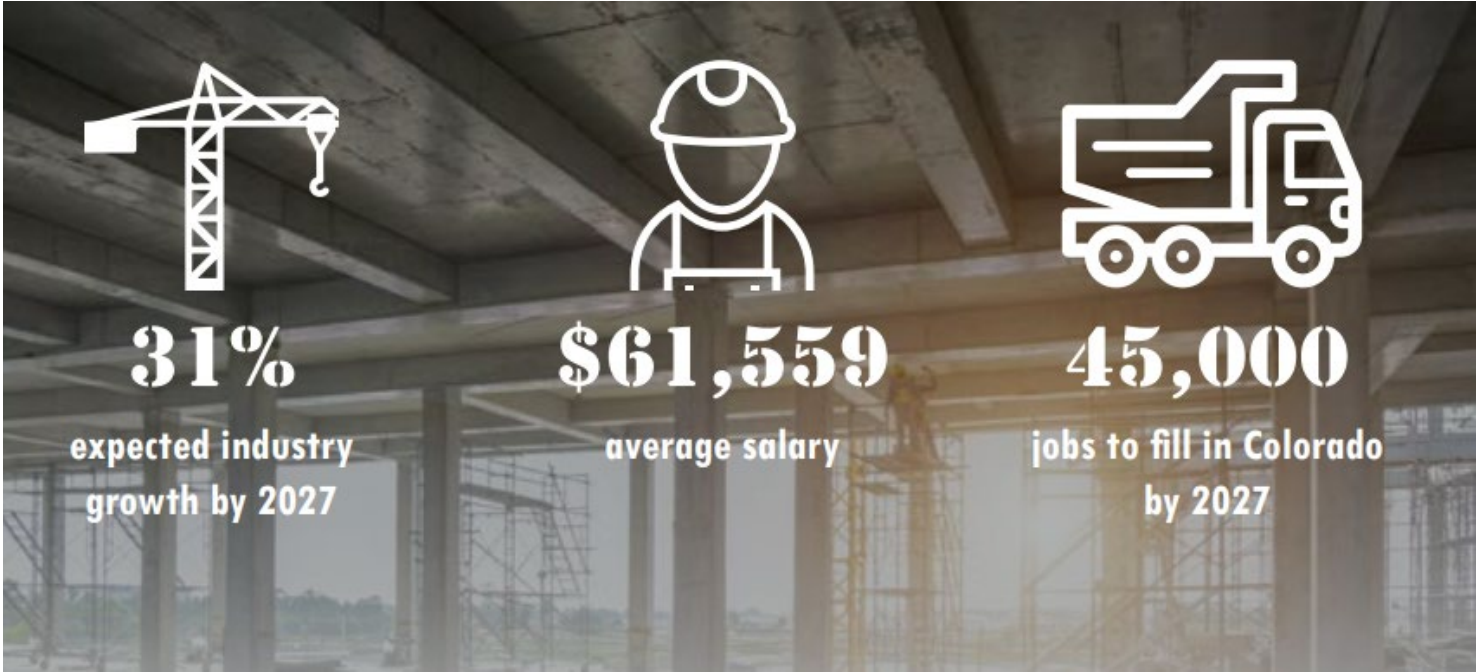 31%
expected industry
growth by 2027
$61,559
average salary
45,000
jobs to fill in Colorado
by 2027